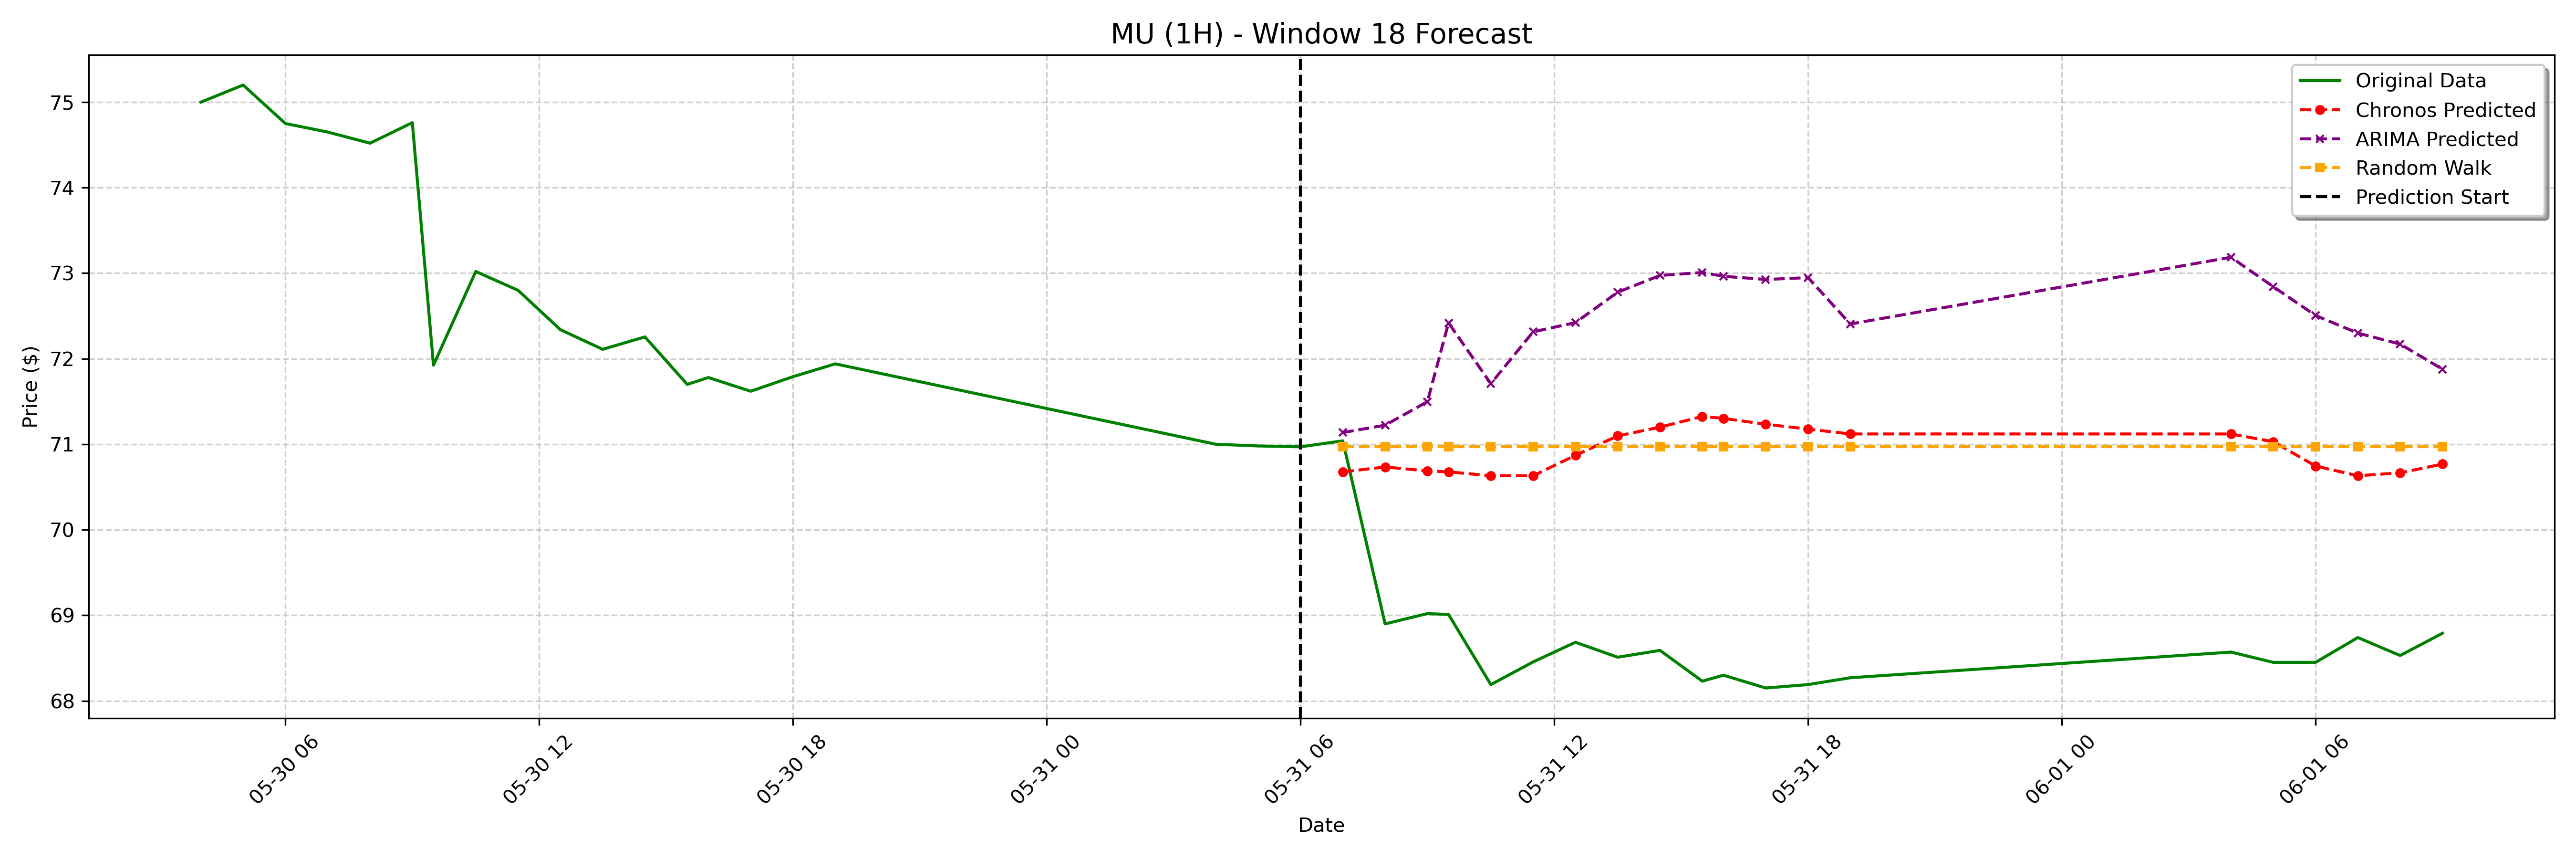 MU (1H) - Window 18 Forecast
Original Data
Chronos Predicted
ARIMA Predicted
Random Walk
Prediction Start
Price ($)
75
74
73
72
71
70
69
68
05-30 06
05-30 12
05-30 18
05-31 00
05-31 06
05-31 12
05-31 18
06-01 00
06-01 06
Date